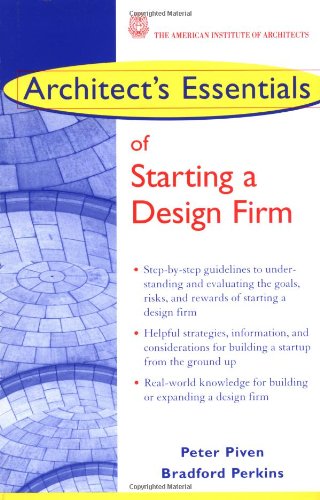 Copyrighted Material
THE AMERICAN INSTITUTE OF ARCHITECTS
Architect's Essentials
of
Starting a
Design Firm
• Step-by-step guidelines to under-
standing and evaluating the goals,
risks, and rewards of starting a
design firm
• Helpful strategies, information, and
considerations for building a startup
from the ground up
• Real-world knowledge for building
or expanding a design firm
Peter Piven
Bradford Perkins
Copyrighted Material